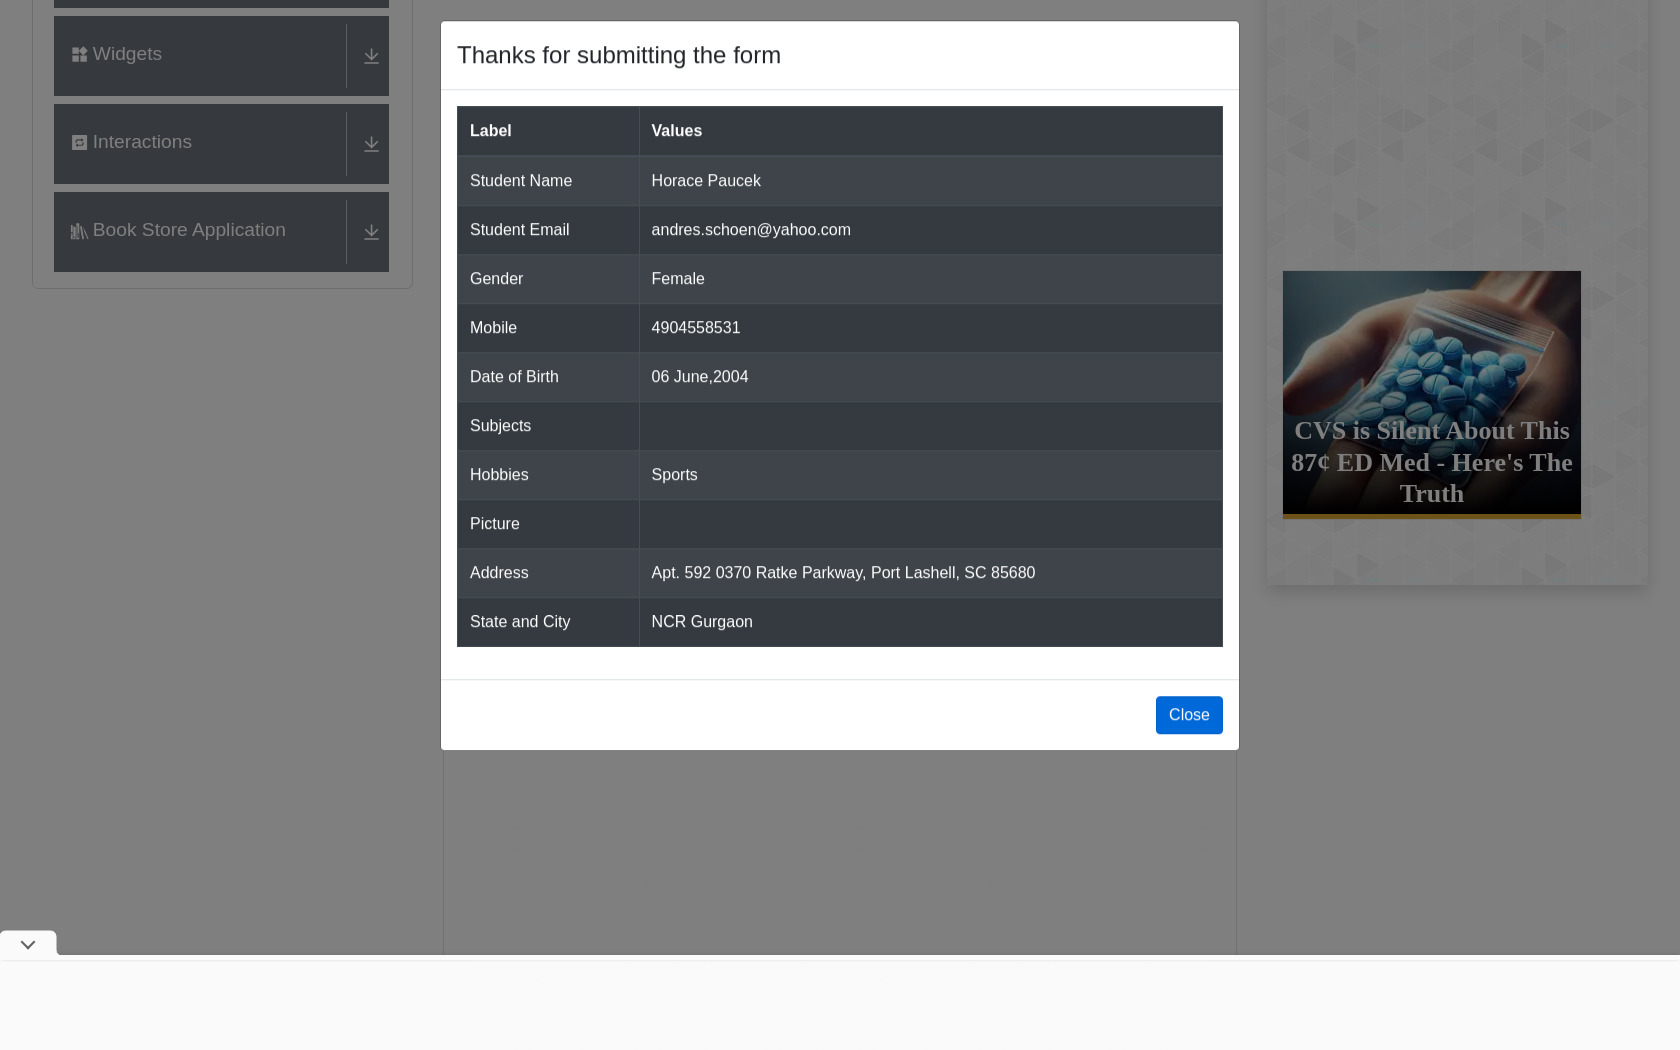 Widgets
Interactions
Book Store Application
Thanks for submitting the form
Label Values
Student Name Horace Paucek
Student Email andres.schoen@yahoo.com
Gender Female
Mobile 4904558531
Date of Birth 06 June,2004
Subjects
Hobbies Sports
Picture
Address Apt. 592 0370 Ratke Parkway, Port Lashell, SC 85680
State and City NCR Gurgaon
Close
CVS is Silent About This
87¢ ED Med - Here's The
Truth